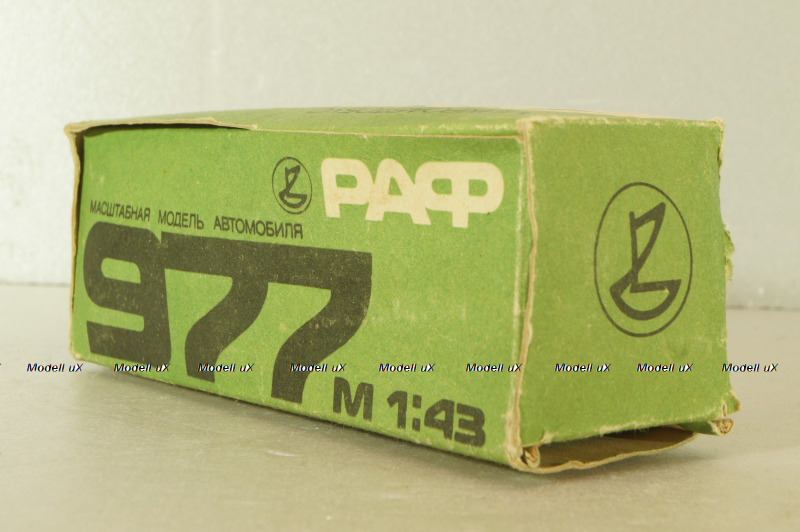 РАФ
МАСШТАБНАЯ МОДЕЛЬ АВТОМОБИЛЯ
977
М 1:43
Modell uX Modell uX Modell uX Modell uX Modell uX Modell uX Modell uX Modell uX Modell uX